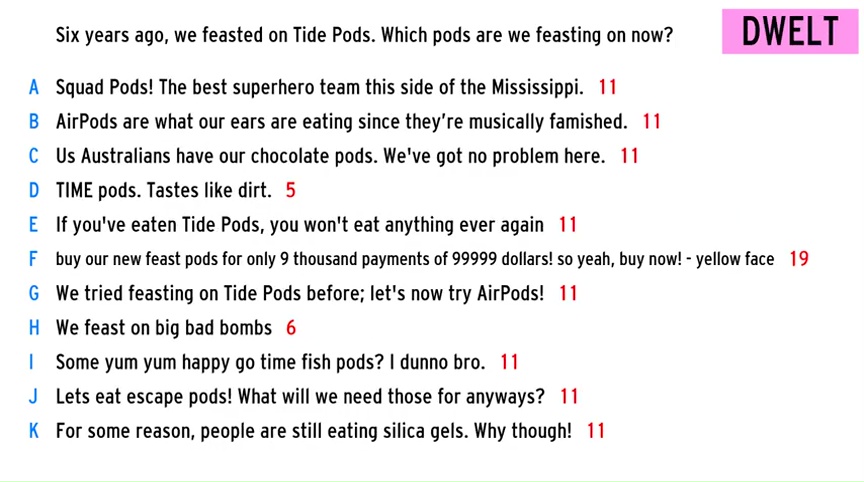 Six years ago, we feasted on Tide Pods. Which pods are we feasting on now?
DWELT
A Squad Pods! The best superhero team this side of the Mississippi. 11
B AirPods are what our ears are eating since they're musically famished. 11
C Us Australians have our chocolate pods. We've got no problem here. 11
D TIME pods. Tastes like dirt. 5
E If you've eaten Tide Pods, you won't eat anything ever again 11
F buy our new feast pods for only 9 thousand payments of 99999 dollars! so yeah, buy now! - yellow face 19
G We tried feasting on Tide Pods before; let's now try AirPods! 11
H We feast on big bad bombs 6
I Some yum yum happy go time fish pods? I dunno bro. 11
J Lets eat escape pods! What will we need those for anyways? 11
K For some reason, people are still eating silica gels. Why though! 11